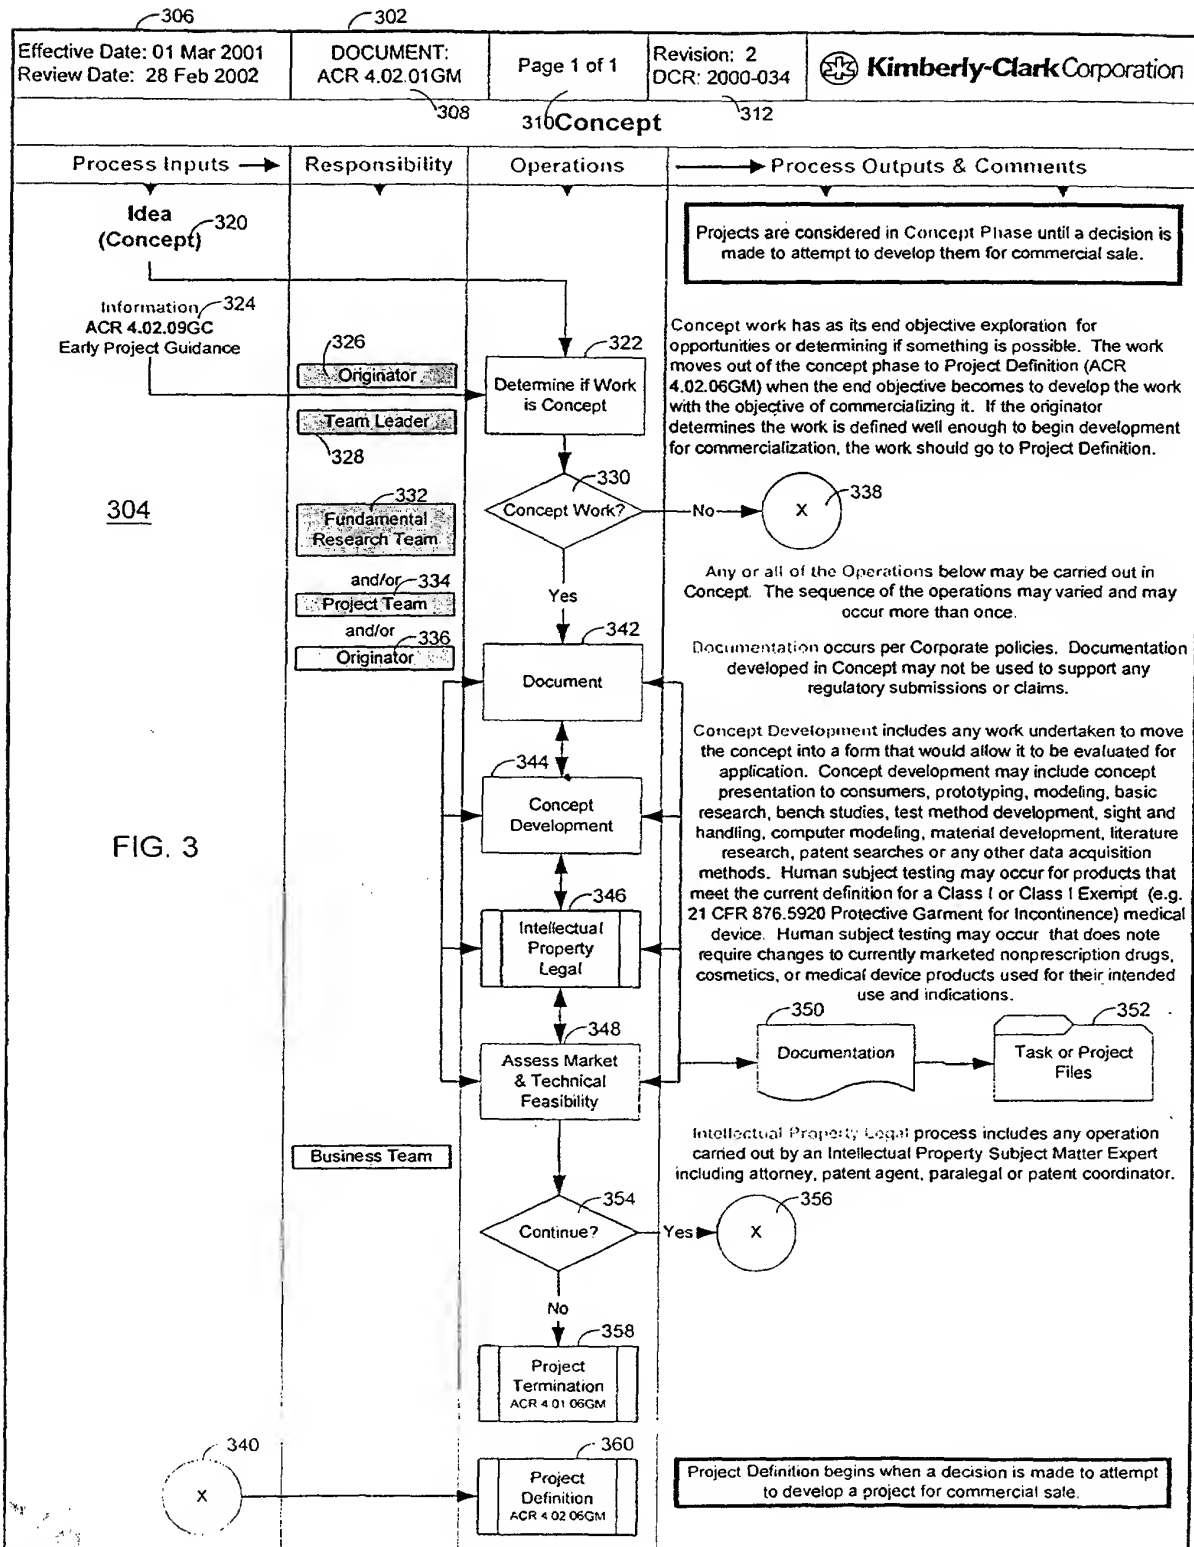 306
302
Effective Date: 01 Mar 2001
Review Date: 28 Feb 2002
DOCUMENT:
ACR 4.02.01GM
Page 1 of 1
Revision: 2
DCR: 2000-034
Kimberly-Clark Corporation
308
310
Concept
312
Process Inputs
Responsibility
Operations
Process Outputs & Comments
Idea
(Concept)
320
Projects are considered in Concept Phase until a decision is
made to attempt to develop them for commercial sale.
Information
324
ACR 4.02.09GC
Early Project Guidance
326
Originator
Team Leader
328
322
Determine if Work
is Concept
Concept work has as its end objective exploration for
opportunities or determining if something is possible. The work
moves out of the concept phase to Project Definition (ACR
4.02.06GM) when the end objective becomes to develop the work
with the objective of commercializing it. If the originator
determines the work is defined well enough to begin development
for commercialization, the work should go to Project Definition.
304
332
Fundamental
Research Team
and/or
334
Project Team
and/or
336
Originator
330
Concept Work?
No
X
338
Yes
Any or all of the Operations below may be carried out in
Concept. The sequence of the operations may varied and may
occur more than once.
342
Document
Documentation occurs per Corporate policies. Documentation
developed in Concept may not be used to support any
regulatory submissions or claims.
344
Concept
Development
Concept Development includes any work undertaken to move
the concept into a form that would allow it to be evaluated for
application. Concept development may include concept
presentation to consumers, prototyping, modeling, basic
research, bench studies, test method development, sight and
handling, computer modeling, material development, literature
research, patent searches or any other data acquisition
methods. Human subject testing may occur for products that
meet the current definition for a Class I or Class I Exempt (e.g.
21 CFR 876.5920 Protective Garment for Incontinence) medical
device. Human subject testing may occur that does note
require changes to currently marketed nonprescription drugs,
cosmetics, or medical device products used for their intended
use and indications.
FIG. 3
346
Intellectual
Property
Legal
348
Assess Market
& Technical
Feasibility
350
Documentation
352
Task or Project
Files
Business Team
Intellectual Property Legal process includes any operation
carried out by an Intellectual Property Subject Matter Expert
including attorney, patent agent, paralegal or patent coordinator.
354
Continue?
Yes
X
356
No
358
Project
Termination
ACR 4 01 06GM
340
X
360
Project
Definition
ACR 4 02 06GM
Project Definition begins when a decision is made to attempt
to develop a project for commercial sale.